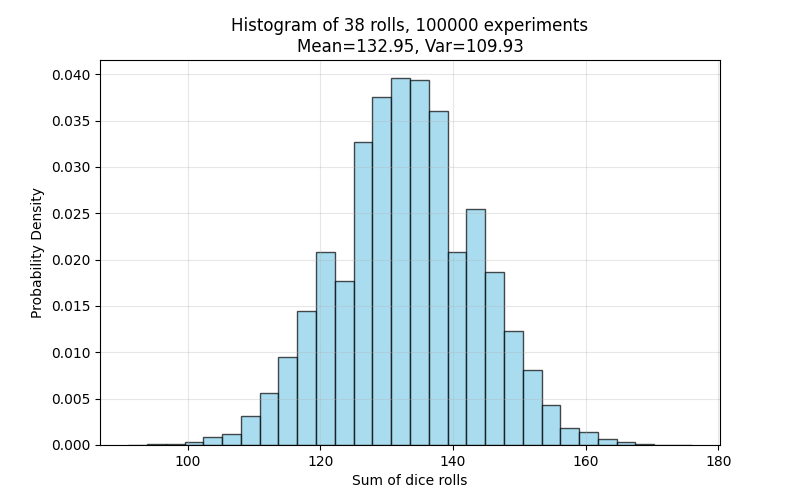 Histogram of 38 rolls, 100000 experiments
Mean=132.95, Var=109.93
0.040
0.035
0.030
0.025
0.020
0.015
0.010
0.005
0.000
Probability Density
100 120 140 160 180
Sum of dice rolls